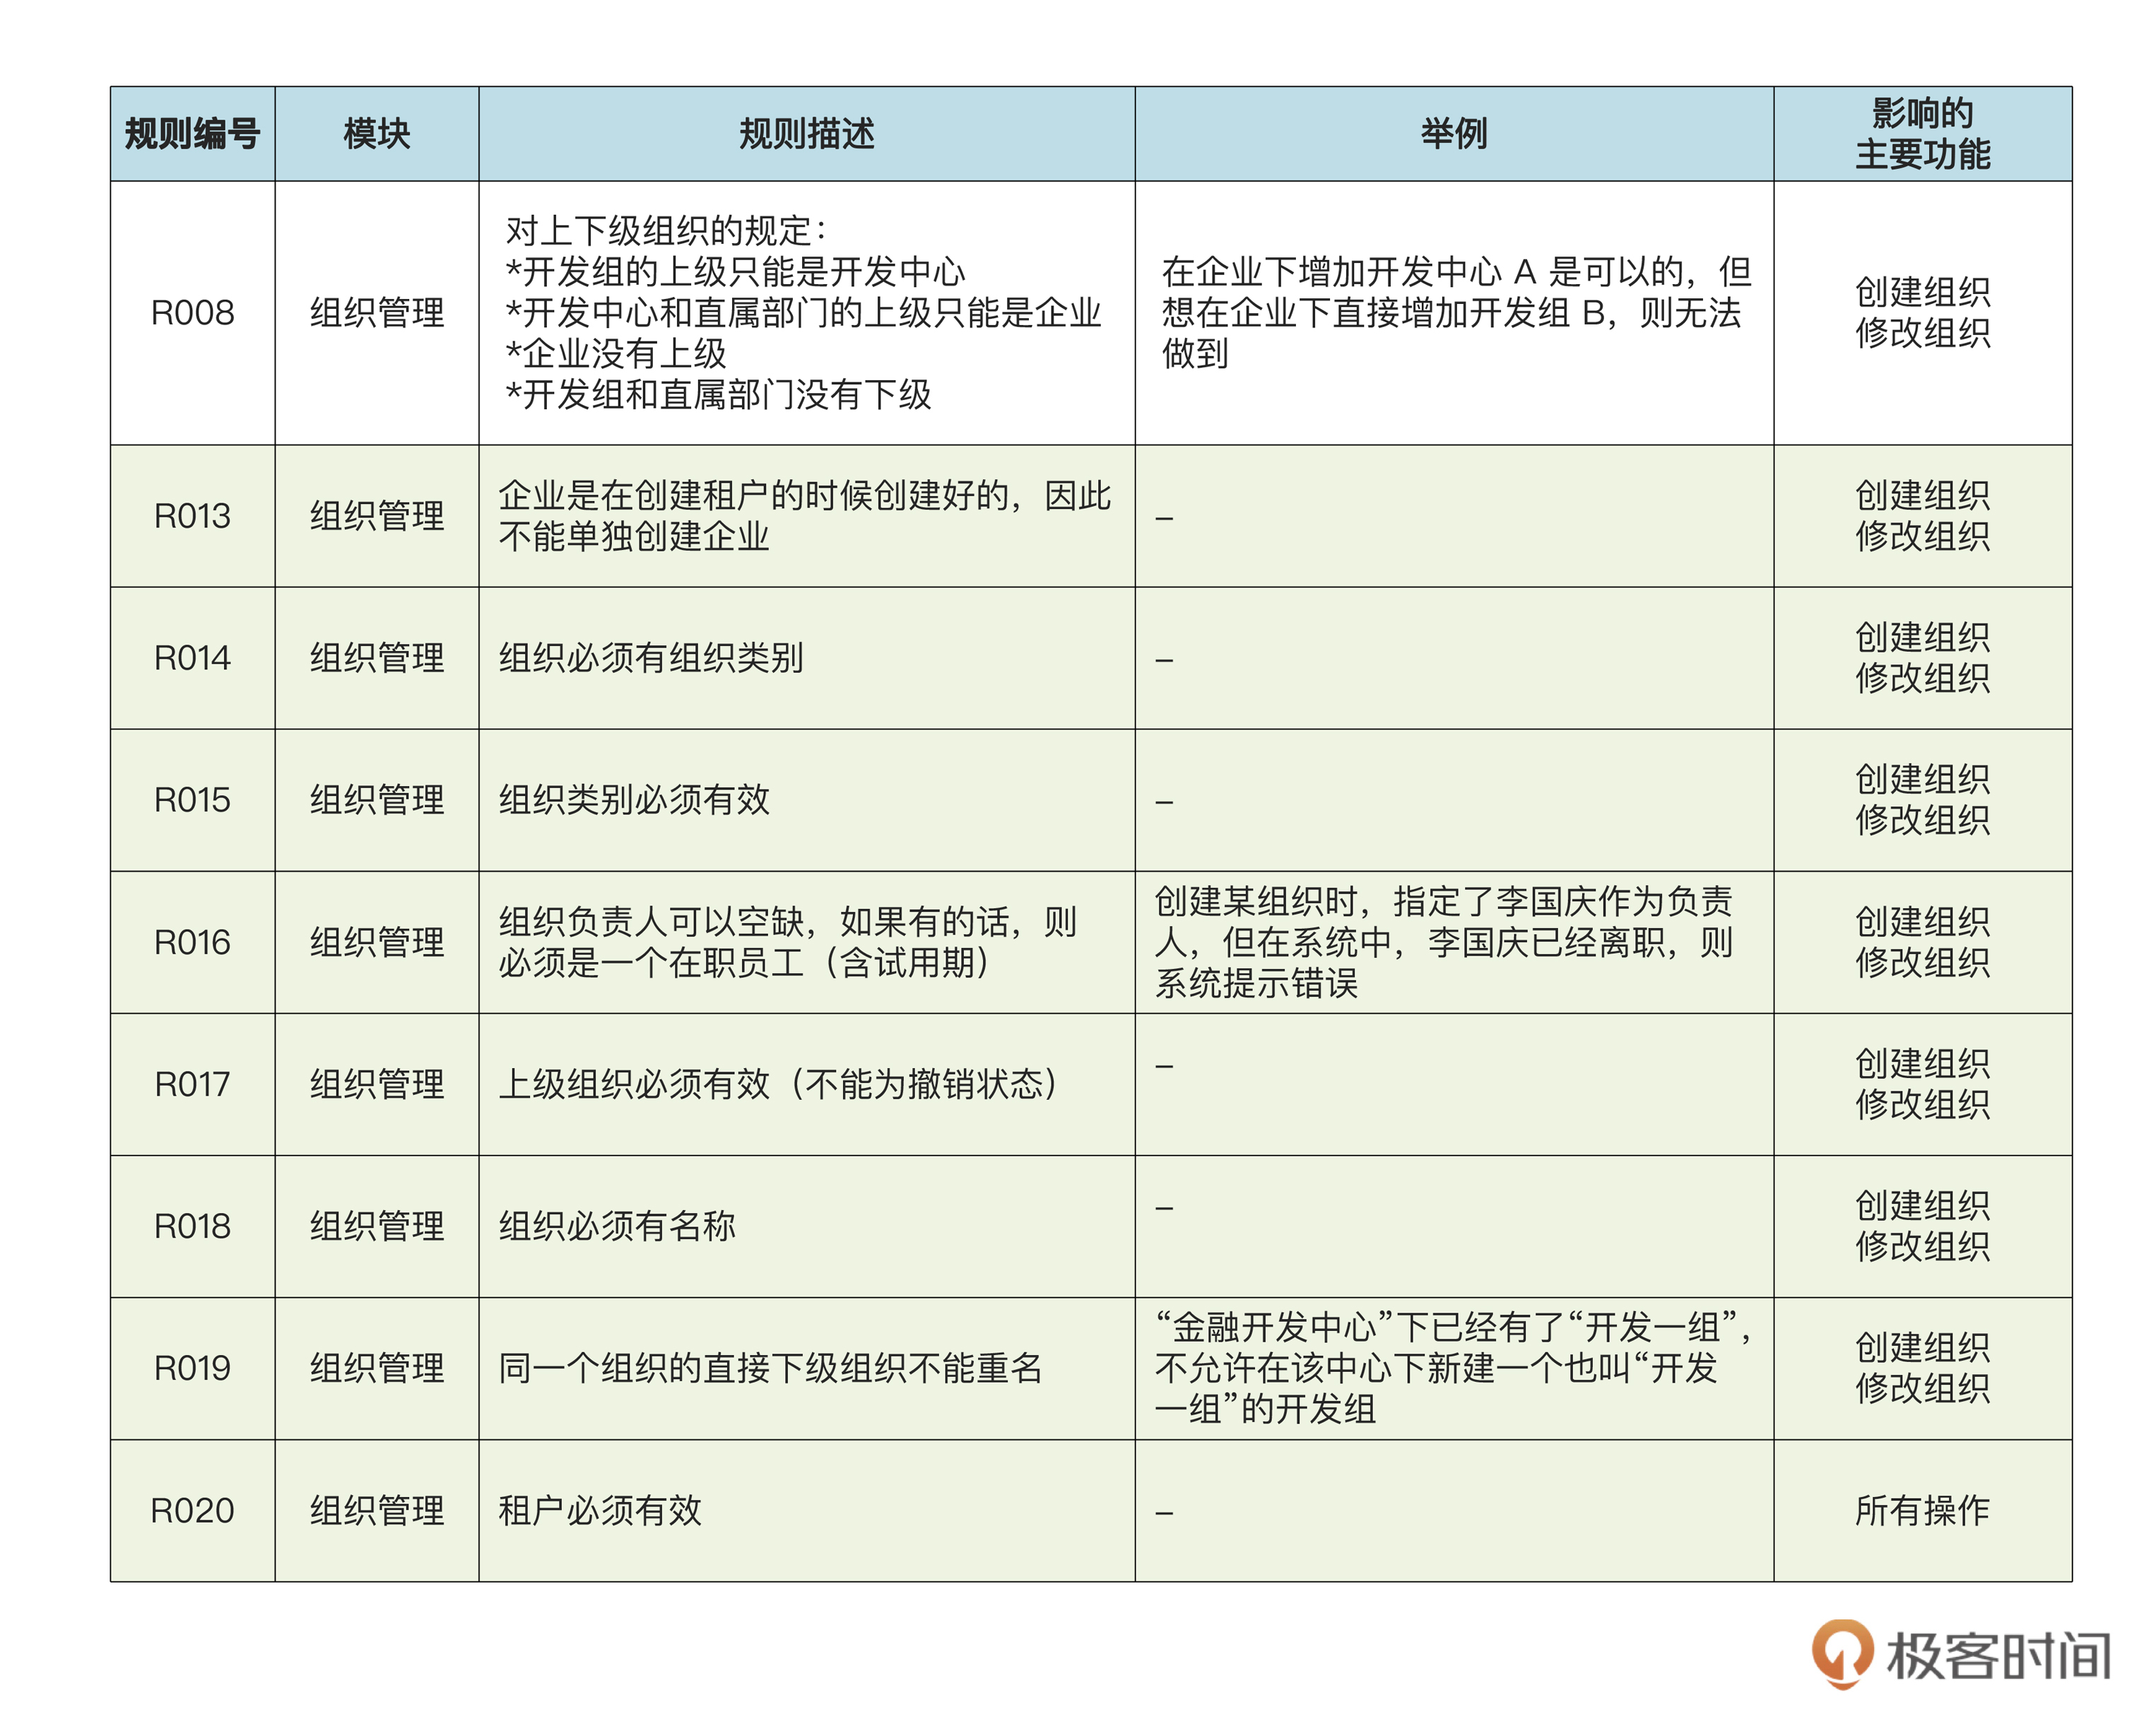 规则编号
模块
规则描述
举例
影响的
主要功能
R008
组织管理
对上下级组织的规定：
*开发组的上级只能是开发中心
*开发中心和直属部门的上级只能是企业
*企业没有上级
*开发组和直属部门没有下级
在企业下增加开发中心 A 是可以的，但
想在企业下直接增加开发组 B，则无法
做到
创建组织
修改组织
R013
组织管理
企业是在创建租户的时候创建好的，因此
不能单独创建企业
–
创建组织
修改组织
R014
组织管理
组织必须有组织类别
–
创建组织
修改组织
R015
组织管理
组织类别必须有效
–
创建组织
修改组织
R016
组织管理
组织负责人可以空缺，如果有的话，则
必须是一个在职员工（含试用期）
创建某组织时，指定了李国庆作为负责
人，但在系统中，李国庆已经离职，则
系统提示错误
创建组织
修改组织
R017
组织管理
上级组织必须有效（不能为撤销状态）
–
创建组织
修改组织
R018
组织管理
组织必须有名称
–
创建组织
修改组织
R019
组织管理
同一个组织的直接下级组织不能重名
“金融开发中心”下已经有了“开发一组”，
不允许在该中心下新建一个也叫“开发
一组”的开发组
创建组织
修改组织
R020
组织管理
租户必须有效
–
所有操作
极客时间